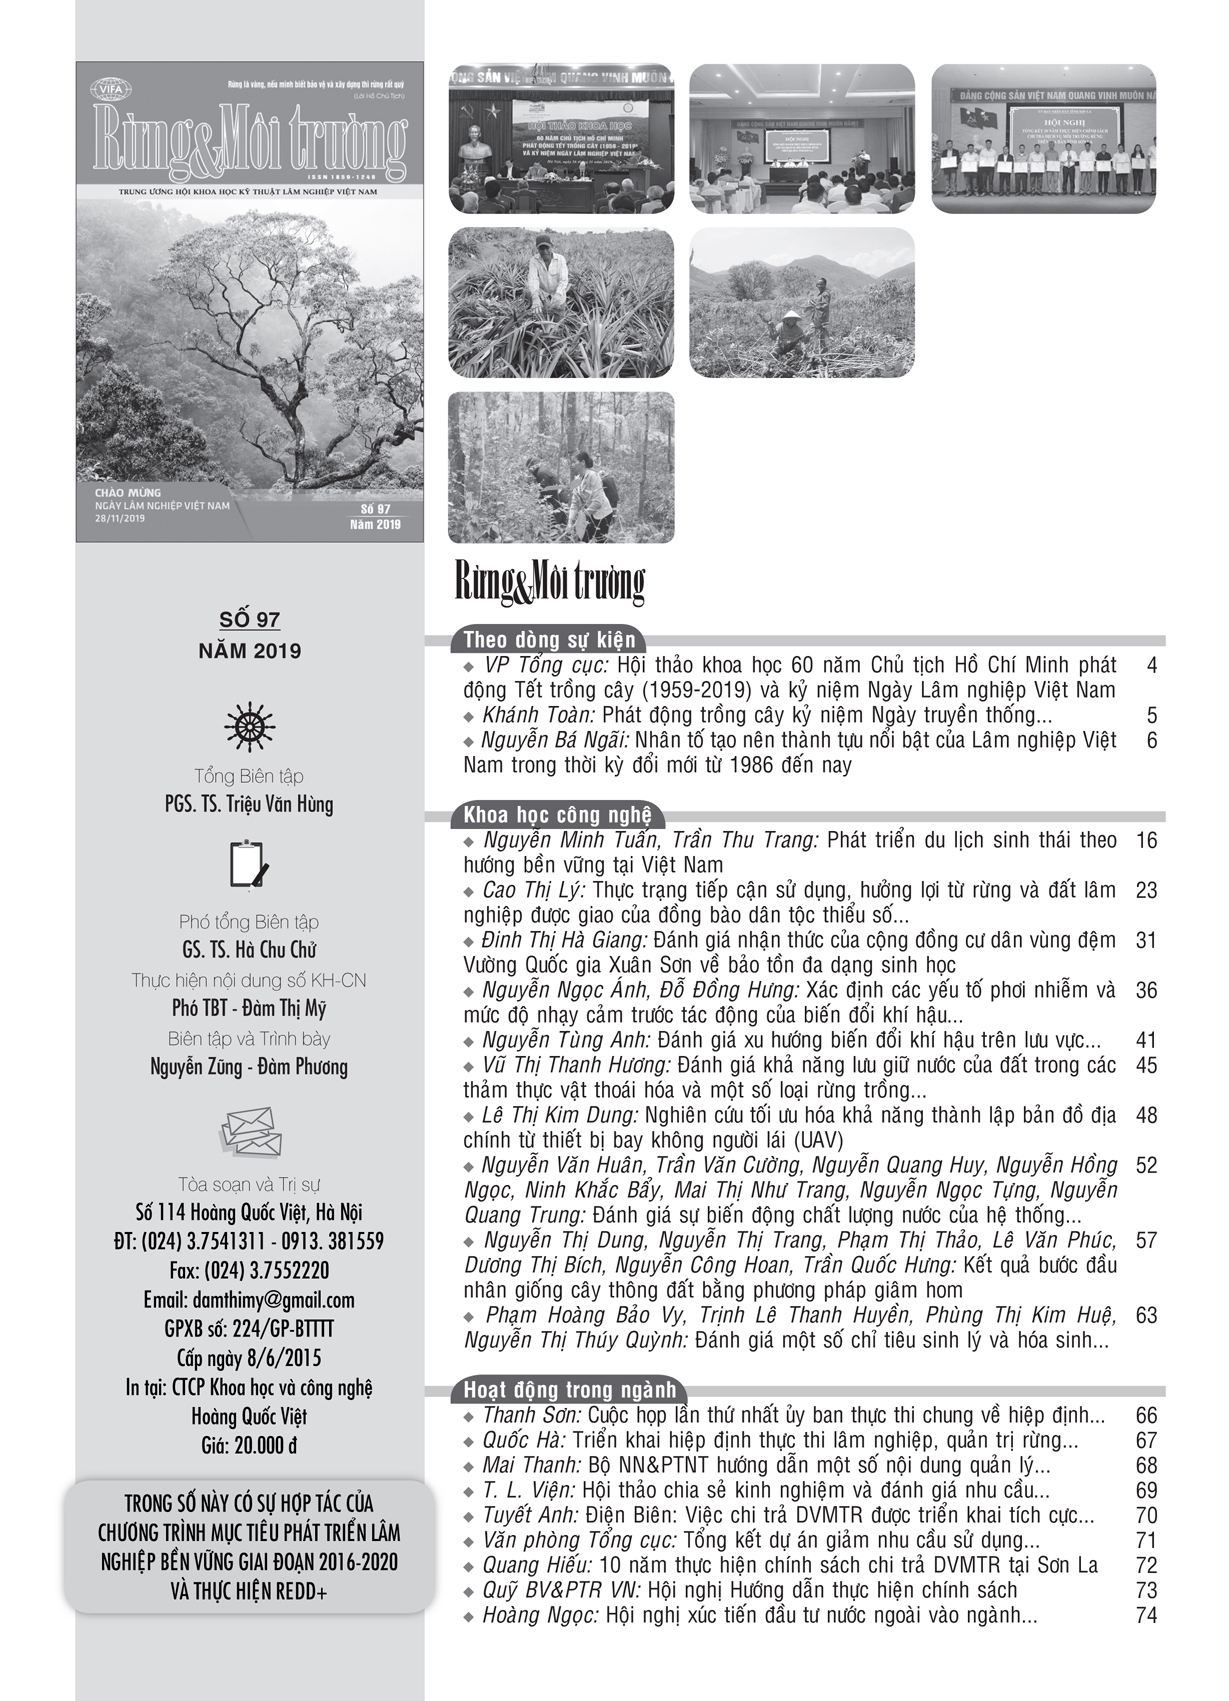 VIFA
Rừng là vàng, nếu mình biết bảo vệ và xây dựng thì rừng rất quý
(Lời Hồ Chủ Tịch)
Rừng&Môi trường
ISSN 1859-1248
TRUNG ƯƠNG HỘI KHOA HỌC KỸ THUẬT LÂM NGHIỆP VIỆT NAM
CHÀO MỪNG
NGÀY LÂM NGHIỆP VIỆT NAM
28/11/2019
Số 97
Năm 2019
SỐ 97
NĂM 2019
Tổng Biên tập
PGS. TS. Triệu Văn Hùng
Phó tổng Biên tập
GS. TS. Hà Chu Chử
Thực hiện nội dung số KH-CN
Phó TBT - Đàm Thị Mỹ
Biên tập và Trình bày
Nguyễn Zũng - Đàm Phương
Tòa soạn và Trị sự
Số 114 Hoàng Quốc Việt, Hà Nội
ĐT: (024) 3.7541311 - 0913. 381559
Fax: (024) 3.7552220
Email: damthimy@gmail.com
GPXB số: 224/GP-BTTTT
Cấp ngày 8/6/2015
In tại: CTCP Khoa học và công nghệ
Hoàng Quốc Việt
Giá: 20.000 đ
TRONG SỐ NÀY CÓ SỰ HỢP TÁC CỦA
CHƯƠNG TRÌNH MỤC TIÊU PHÁT TRIỂN LÂM
NGHIỆP BỀN VỮNG GIAI ĐOẠN 2016-2020
VÀ THỰC HIỆN REDD+
ỘNG SẢN VIỆT NAM QUANG VINH MUÔN
HỘI THẢO KHOA HỌC
60 NĂM CHỦ TỊCH HỒ CHÍ MINH
PHÁT ĐỘNG TẾT TRỒNG CÂY (1959 - 2019)
VÀ KỶ NIỆM NGÀY LÂM NGHIỆP VIỆT NAM
HỘI NGHỊ
ĐẢNG CỘNG SẢN VIỆT NAM QUANG VINH MUÔN NĂ
HỘI NGHỊ
Rừng&Môi trường
Theo dòng sự kiện
◆ VP Tổng cục: Hội thảo khoa học 60 năm Chủ tịch Hồ Chí Minh phát 4
động Tết trồng cây (1959-2019) và kỷ niệm Ngày Lâm nghiệp Việt Nam
◆ Khánh Toàn: Phát động trồng cây kỷ niệm Ngày truyền thống... 5
◆ Nguyễn Bá Ngãi: Nhân tố tạo nên thành tựu nổi bật của Lâm nghiệp Việt 6
Nam trong thời kỳ đổi mới từ 1986 đến nay
Khoa học công nghệ
◆ Nguyễn Minh Tuấn, Trần Thu Trang: Phát triển du lịch sinh thái theo 16
hướng bền vững tại Việt Nam
◆ Cao Thị Lý: Thực trạng tiếp cận sử dụng, hưởng lợi từ rừng và đất lâm 23
nghiệp được giao của đồng bào dân tộc thiểu số...
◆ Đinh Thị Hà Giang: Đánh giá nhận thức của cộng đồng cư dân vùng đệm 31
Vường Quốc gia Xuân Sơn về bảo tồn đa dạng sinh học
◆ Nguyễn Ngọc Ánh, Đỗ Đồng Hưng: Xác định các yếu tố phơi nhiễm và 36
mức độ nhạy cảm trước tác động của biến đổi khí hậu...
◆ Nguyễn Tùng Anh: Đánh giá xu hướng biến đổi khí hậu trên lưu vực... 41
◆ Vũ Thị Thanh Hương: Đánh giá khả năng lưu giữ nước của đất trong các 45
thảm thực vật thoái hóa và một số loại rừng trồng...
◆ Lê Thị Kim Dung: Nghiên cứu tối ưu hóa khả năng thành lập bản đồ địa 48
chính từ thiết bị bay không người lái (UAV)
◆ Nguyễn Văn Huân, Trần Văn Cường, Nguyễn Quang Huy, Nguyễn Hồng 52
Ngọc, Ninh Khắc Bẩy, Mai Thị Như Trang, Nguyễn Ngọc Tựng, Nguyễn
Quang Trung: Đánh giá sự biến động chất lượng nước của hệ thống...
◆ Nguyễn Thị Dung, Nguyễn Thị Trang, Phạm Thị Thảo, Lê Văn Phúc, 57
Dương Thị Bích, Nguyễn Công Hoan, Trần Quốc Hưng: Kết quả bước đầu
nhân giống cây thông đất bằng phương pháp giâm hom
◆ Phạm Hoàng Bảo Vy, Trịnh Lê Thanh Huyền, Phùng Thị Kim Huệ, 63
Nguyễn Thị Thúy Quỳnh: Đánh giá một số chỉ tiêu sinh lý và hóa sinh...
Hoạt động trong ngành
◆ Thanh Sơn: Cuộc họp lần thứ nhất ủy ban thực thi chung về hiệp định... 66
◆ Quốc Hà: Triển khai hiệp định thực thi lâm nghiệp, quản trị rừng... 67
◆ Mai Thanh: Bộ NN&PTNT hướng dẫn một số nội dung quản lý... 68
◆ T. L. Viện: Hội thảo chia sẻ kinh nghiệm và đánh giá nhu cầu... 69
◆ Tuyết Anh: Điện Biên: Việc chi trả DVMTR được triển khai tích cực... 70
◆ Văn phòng Tổng cục: Tổng kết dự án giảm nhu cầu sử dụng... 71
◆ Quang Hiếu: 10 năm thực hiện chính sách chi trả DVMTR tại Sơn La 72
◆ Quỹ BV&PTR VN: Hội nghị Hướng dẫn thực hiện chính sách 73
◆ Hoàng Ngọc: Hội nghị xúc tiến đầu tư nước ngoài vào ngành... 74